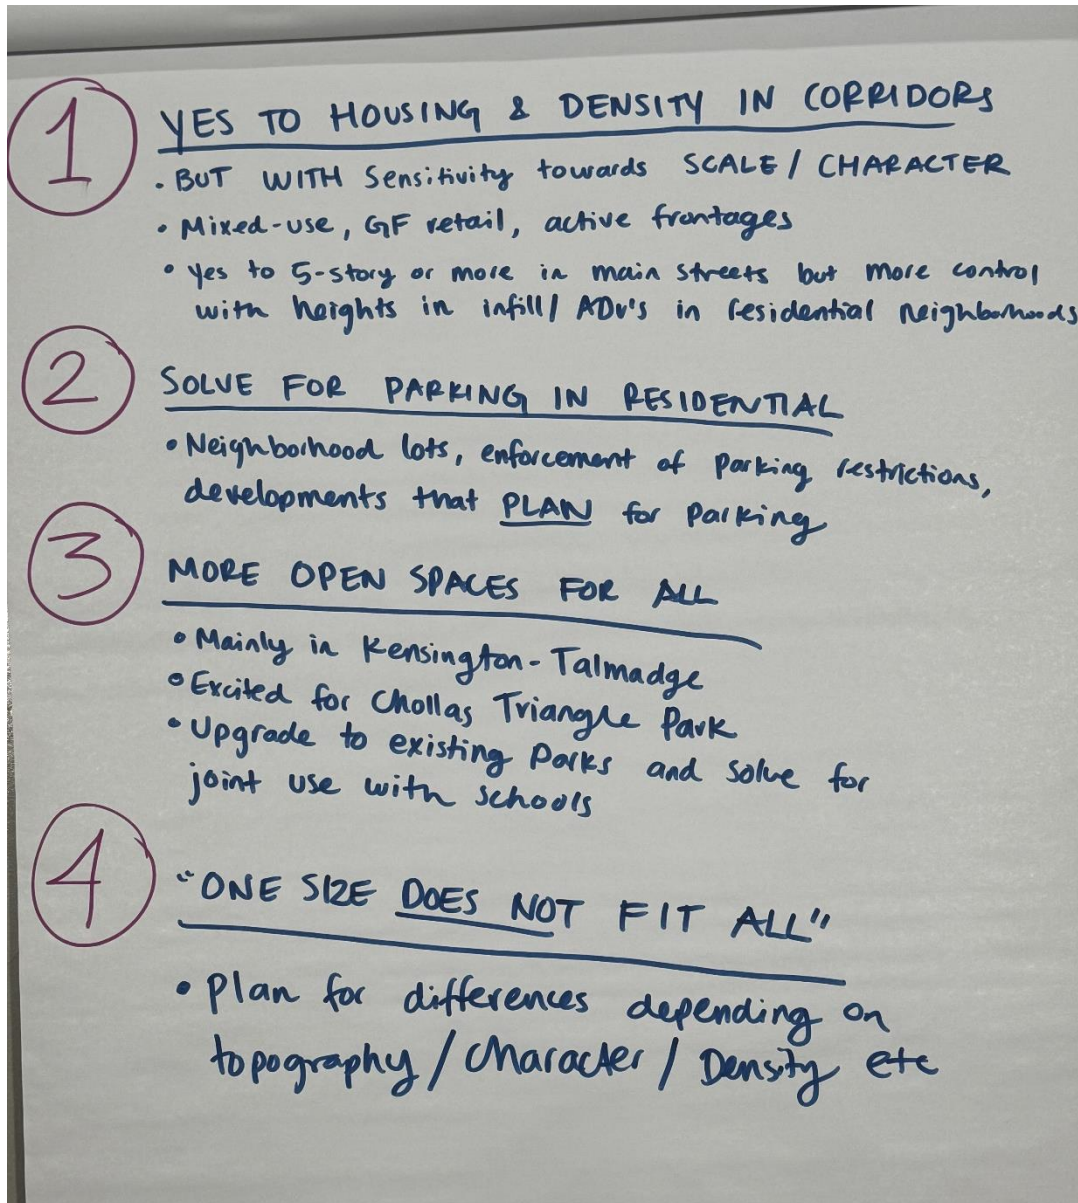 1
YES TO HOUSING & DENSITY IN CORRIDORS
• BUT WITH Sensitivity towards SCALE / CHARACTER
• Mixed-use, GF retail, active frontages
• Yes to 5-story or more in main streets but more control
with heights in infill/ ADU's in residential neighborhoods
2
SOLVE FOR PARKING IN RESIDENTIAL
• Neighborhood lots, enforcement of parking restrictions,
developments that PLAN for parking
3
MORE OPEN SPACES FOR ALL
• Mainly in Kensington-Talmadge
• Excited for Chollas Triangle Park
• Upgrade to existing Parks and solve for
joint use with schools
4
"ONE SIZE DOES NOT FIT ALL"
• Plan for differences depending on
topography / Character / Density etc